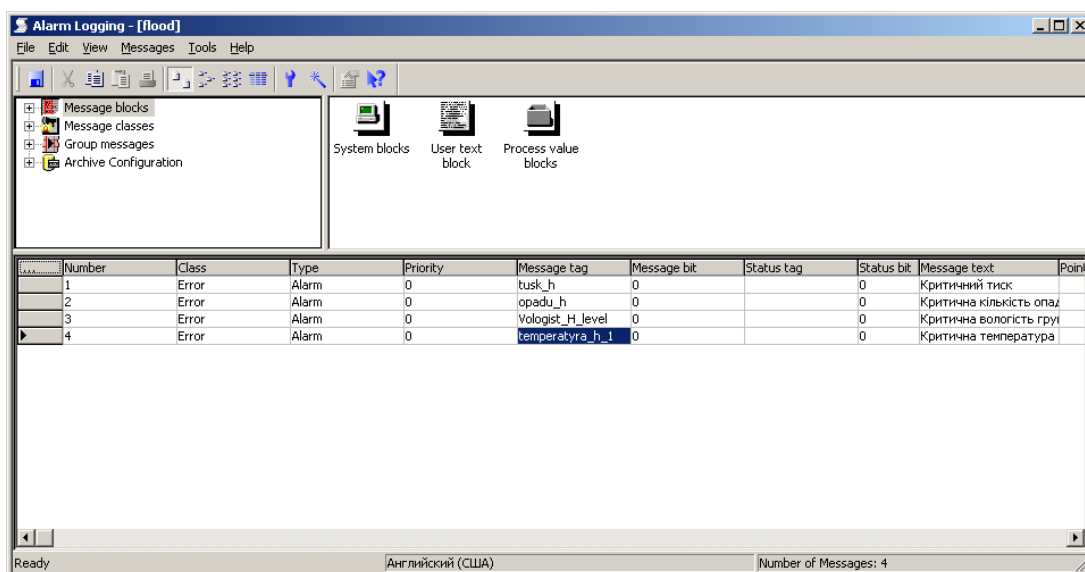 Alarm Logging - [flood]
File Edit View Messages Tools Help
Message blocks
Message classes
Group messages
Archive Configuration
System blocks
User text block
Process value blocks
... Number Class Type Priority Message tag Message bit Status tag Status bit Message text Point
1 Error Alarm 0 tusk_h 0 0 Критичний тиск
2 Error Alarm 0 opadu_h 0 0 Критична кількість опад
3 Error Alarm 0 Vologist_H_level 0 0 Критична вологість гру
4 Error Alarm 0 temperatyra_h_1 0 0 Критична температура
Ready Английский (США) Number of Messages: 4